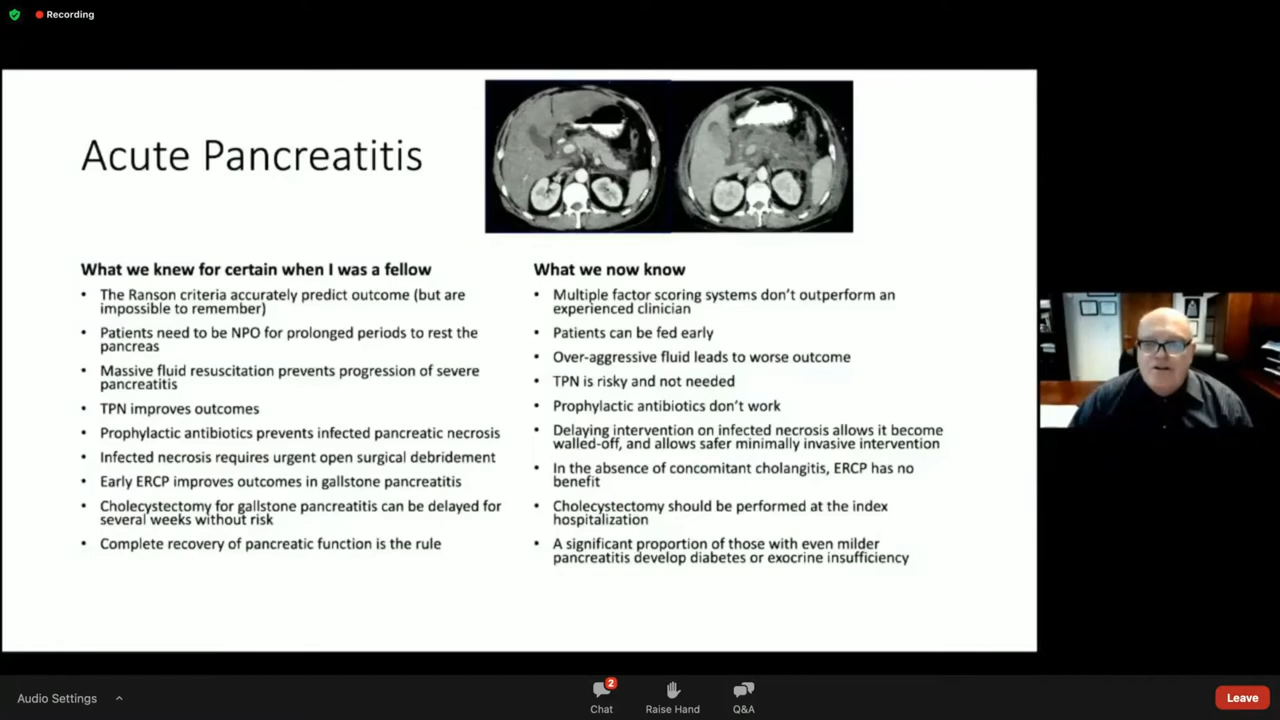 Recording
Acute Pancreatitis
What we knew for certain when I was a fellow
• The Ranson criteria accurately predict outcome (but are
impossible to remember)
• Patients need to be NPO for prolonged periods to rest the
pancreas
• Massive fluid resuscitation prevents progression of severe
pancreatitis
• TPN improves outcomes
• Prophylactic antibiotics prevents infected pancreatic necrosis
• Infected necrosis requires urgent open surgical debridement
• Early ERCP improves outcomes in gallstone pancreatitis
• Cholecystectomy for gallstone pancreatitis can be delayed for
several weeks without risk
• Complete recovery of pancreatic function is the rule
What we now know
• Multiple factor scoring systems don't outperform an
experienced clinician
• Patients can be fed early
• Over-aggressive fluid leads to worse outcome
• TPN is risky and not needed
• Prophylactic antibiotics don't work
• Delaying intervention on infected necrosis allows it become
walled-off, and allows safer minimally invasive intervention
• In the absence of concomitant cholangitis, ERCP has no
benefit
• Cholecystectomy should be performed at the index
hospitalization
• A significant proportion of those with even milder
pancreatitis develop diabetes or exocrine insufficiency
Audio Settings
2
Chat
Raise Hand
Q&A
Leave